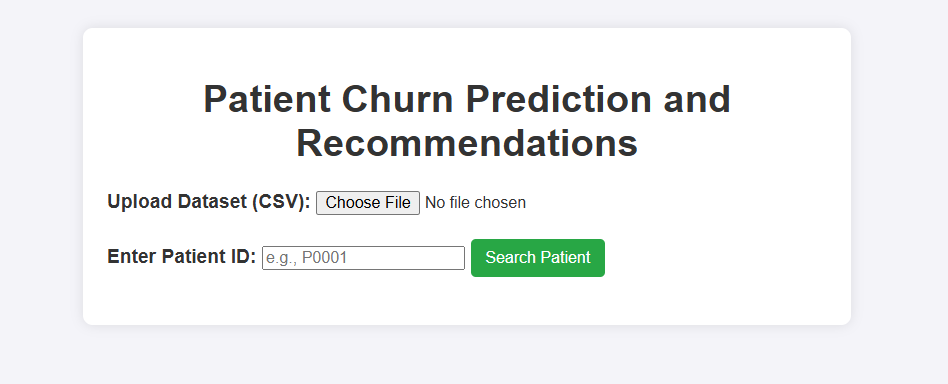 Patient Churn Prediction and
Recommendations
Upload Dataset (CSV): Choose File No file chosen
Enter Patient ID: e.g., P0001 Search Patient